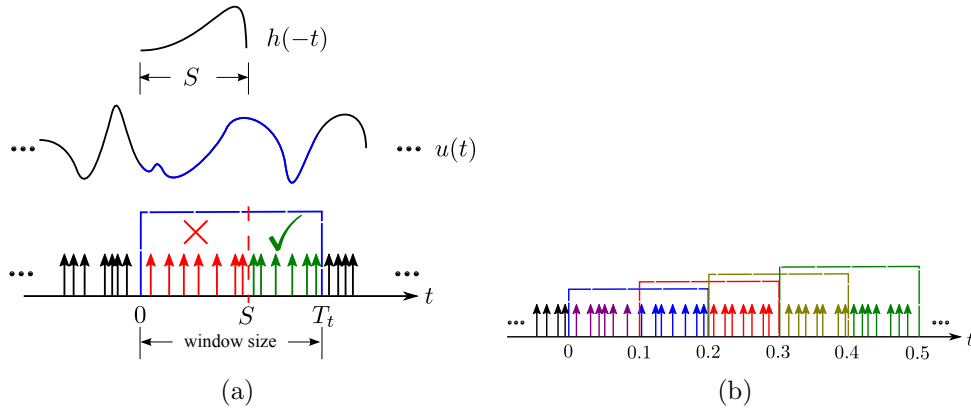 h(−t)
S
u(t)
0 S T_t t
window size
(a)
0 0.1 0.2 0.3 0.4 0.5 t
(b)